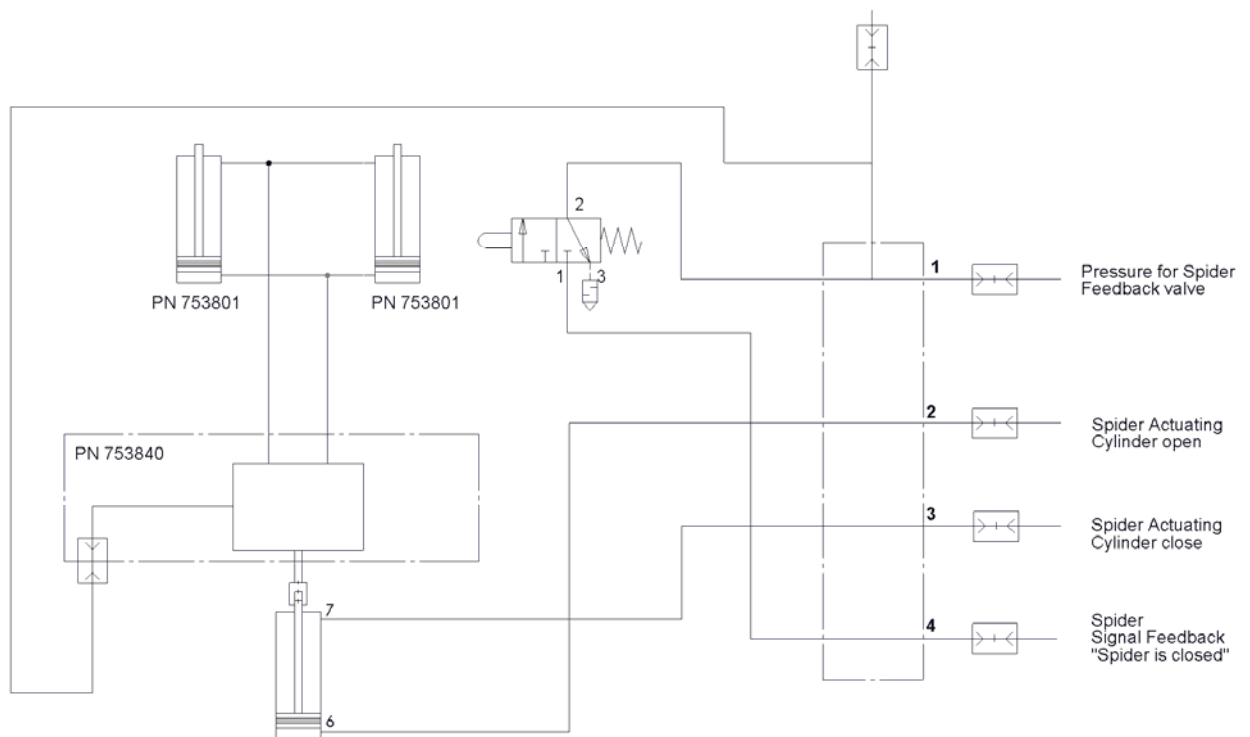 2
1
3
PN 753801
PN 753801
1
Pressure for Spider
Feedback valve
2
Spider Actuating
Cylinder open
PN 753840
3
Spider Actuating
Cylinder close
7
4
Spider
Signal Feedback
"Spider is closed"
6